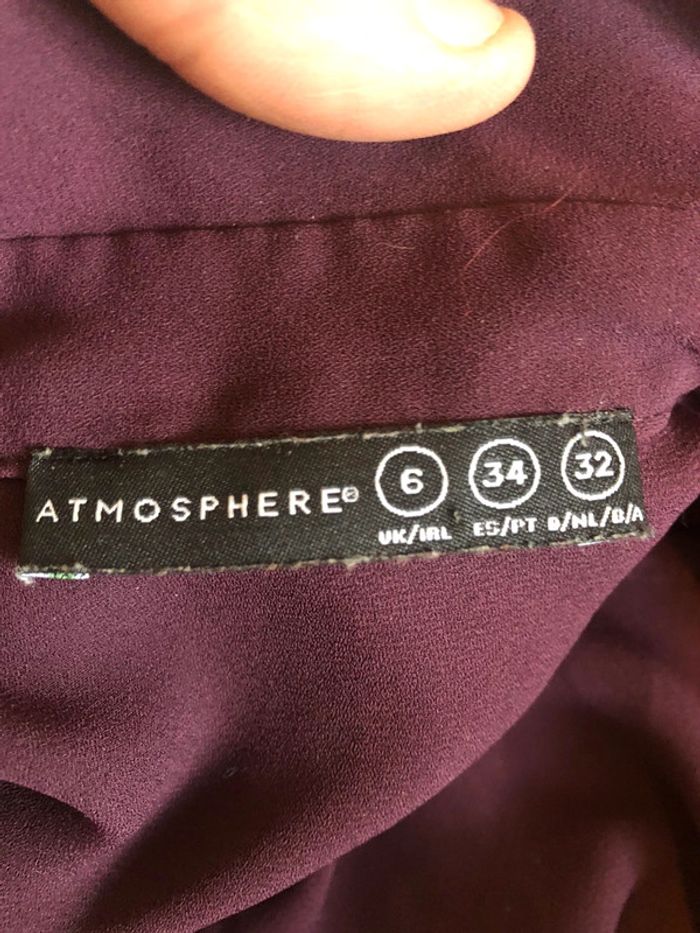 ATMOSPHERE® 6 34 32
UK/IRL ES/PT D/NL/B/A